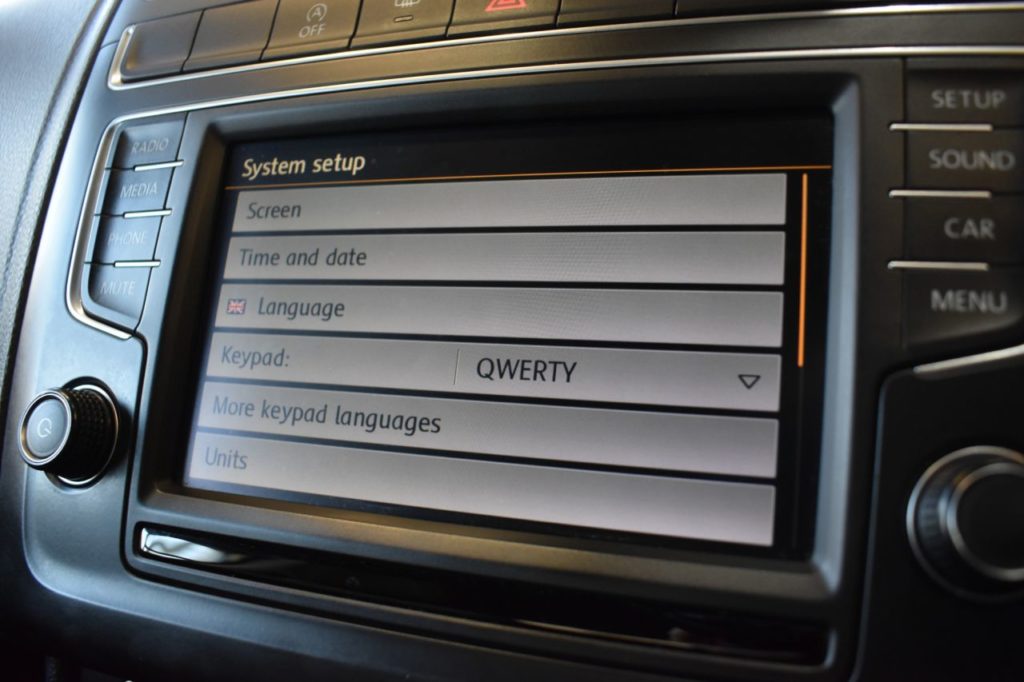 OFF
RADIO
MEDIA
PHONE
MUTE
System setup
Screen
Time and date
Language
Keypad: QWERTY
More keypad languages
Units
SETUP
SOUND
CAR
MENU